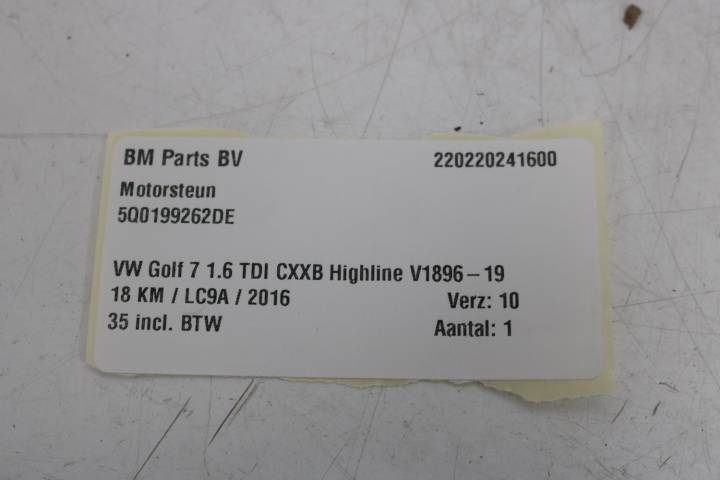 BM Parts BV 220220241600
Motorsteun
5Q0199262DE
VW Golf 7 1.6 TDI CXXB Highline V1896-19
18 KM / LC9A / 2016 Verz: 10
35 incl. BTW Aantal: 1